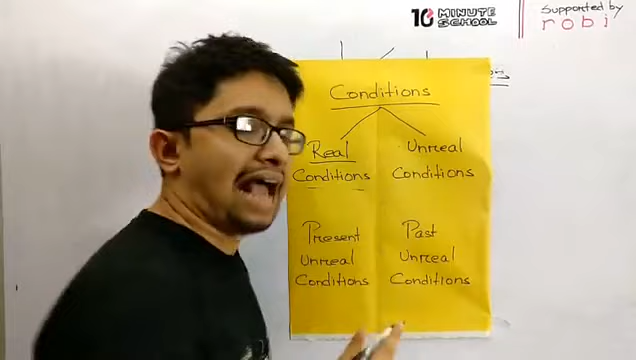 10 MINUTE
SCHOOL
Supported by
robi
Conditions
Real Unreal
Conditions Conditions
Present Past
Unreal Unreal
Conditions Conditions